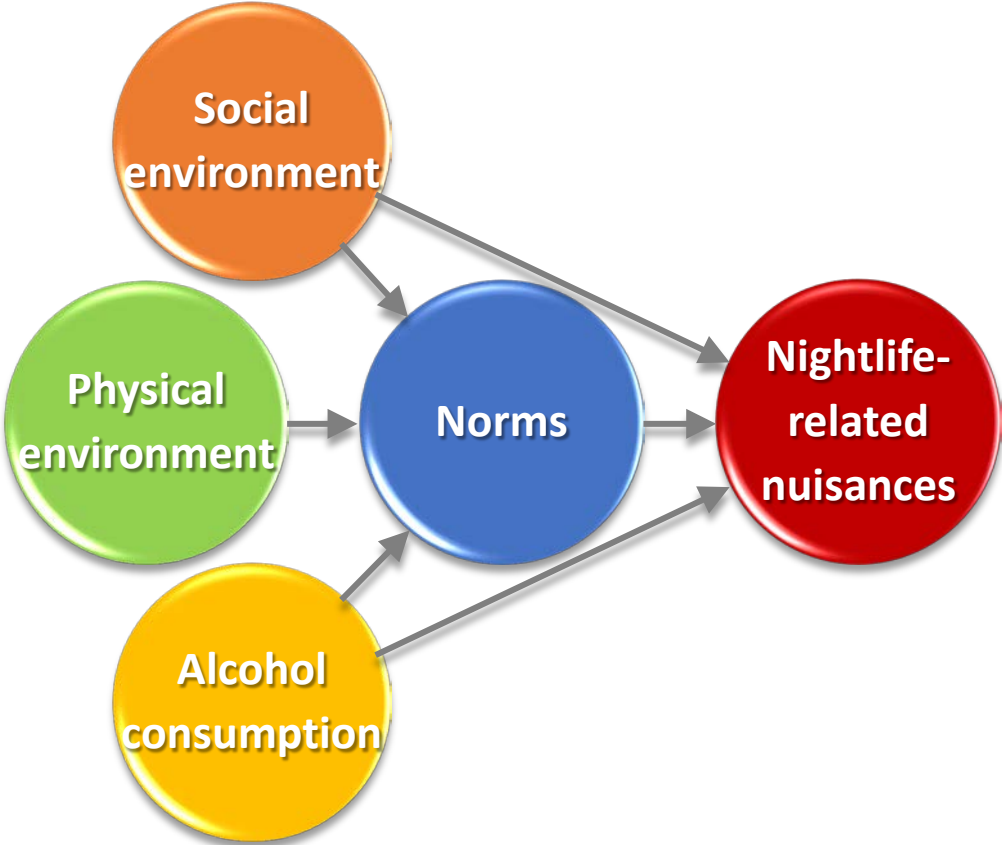 Social
environment
Physical
environment
Norms
Nightlife-
related
nuisances
Alcohol
consumption